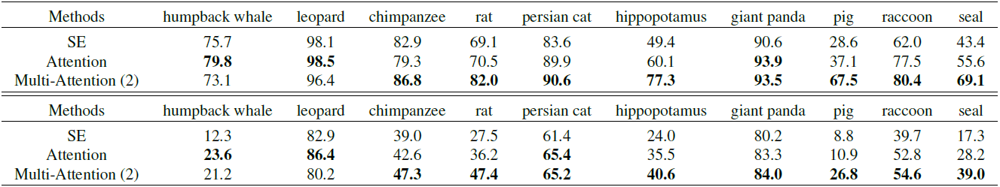 Methods humpback whale leopard chimpanzee rat persian cat hippopotamus giant panda pig raccoon seal
SE 75.7 98.1 82.9 69.1 83.6 49.4 90.6 28.6 62.0 43.4
Attention 79.8 98.5 79.3 70.5 89.9 60.1 93.9 37.1 77.5 55.6
Multi-Attention (2) 73.1 96.4 86.8 82.0 90.6 77.3 93.5 67.5 80.4 69.1
Methods humpback whale leopard chimpanzee rat persian cat hippopotamus giant panda pig raccoon seal
SE 12.3 82.9 39.0 27.5 61.4 24.0 80.2 8.8 39.7 17.3
Attention 23.6 86.4 42.6 36.2 65.4 35.5 83.3 10.9 52.8 28.2
Multi-Attention (2) 21.2 80.2 47.3 47.4 65.2 40.6 84.0 26.8 54.6 39.0